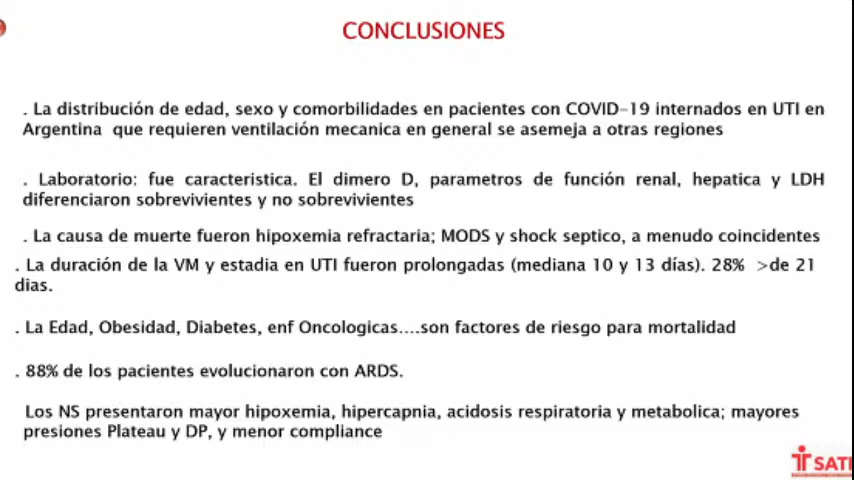 CONCLUSIONES
. La distribución de edad, sexo y comorbilidades en pacientes con COVID-19 internados en UTI en
Argentina que requieren ventilación mecanica en general se asemeja a otras regiones
. Laboratorio: fue caracteristica. El dimero D, parametros de función renal, hepatica y LDH
diferenciaron sobrevivientes y no sobrevivientes
. La causa de muerte fueron hipoxemia refractaria; MODS y shock septico, a menudo coincidentes
. La duración de la VM y estadia en UTI fueron prolongadas (mediana 10 y 13 días). 28% >de 21
dias.
. La Edad, Obesidad, Diabetes, enf Oncologicas....son factores de riesgo para mortalidad
. 88% de los pacientes evolucionaron con ARDS.
Los NS presentaron mayor hipoxemia, hipercapnia, acidosis respiratoria y metabolica; mayores
presiones Plateau y DP, y menor compliance
SATI